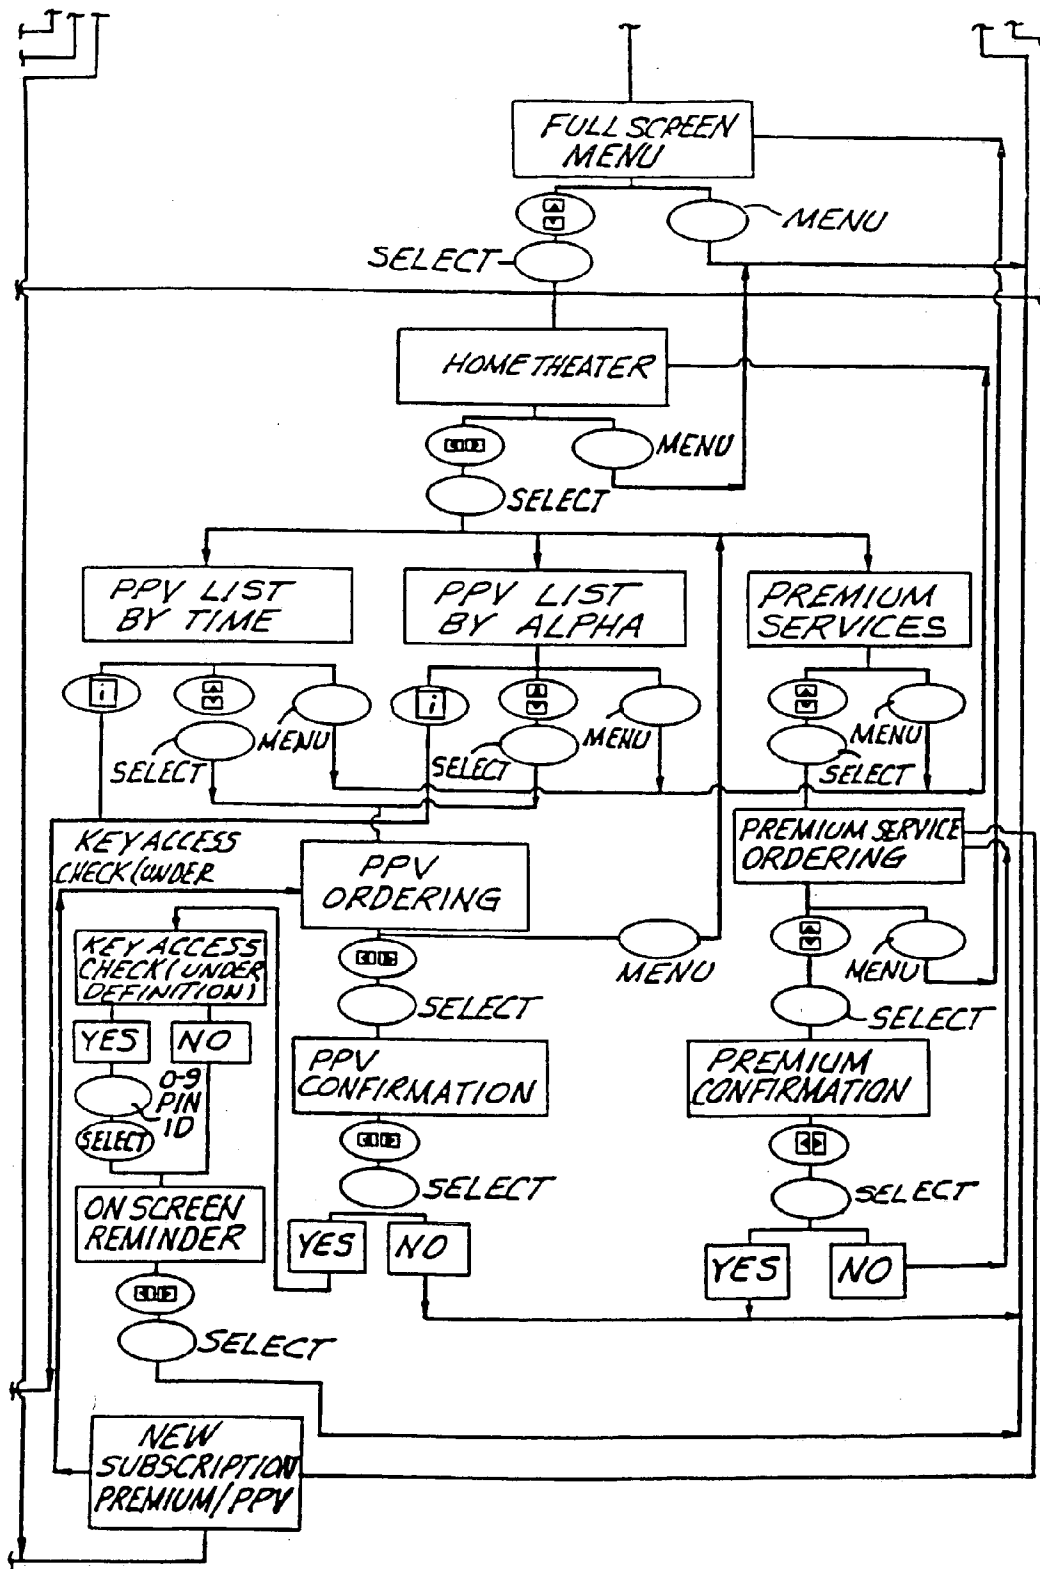 FULL SCREEN
MENU
MENU
SELECT
HOME THEATER
MENU
SELECT
PPV LIST
BY TIME
PPV LIST
BY ALPHA
PREMIUM
SERVICES
i
MENU
SELECT
i
MENU
SELECT
MENU
SELECT
KEY ACCESS
CHECK (UNDER
PPV
ORDERING
PREMIUM SERVICE
ORDERING
MENU
MENU
KEY ACCESS
CHECK (UNDER
DEFINITION)
SELECT
SELECT
YES
NO
PPV
CONFIRMATION
PREMIUM
CONFIRMATION
0-9
PIN
ID
SELECT
SELECT
SELECT
ON SCREEN
REMINDER
YES
NO
YES
NO
SELECT
NEW
SUBSCRIPTION
PREMIUM/PPV